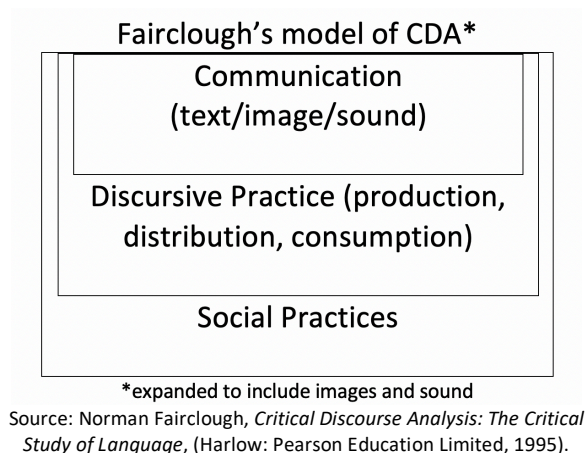 Fairclough’s model of CDA*
Communication
(text/image/sound)
Discursive Practice (production,
distribution, consumption)
Social Practices
*expanded to include images and sound
Source: Norman Fairclough, Critical Discourse Analysis: The Critical
Study of Language, (Harlow: Pearson Education Limited, 1995).